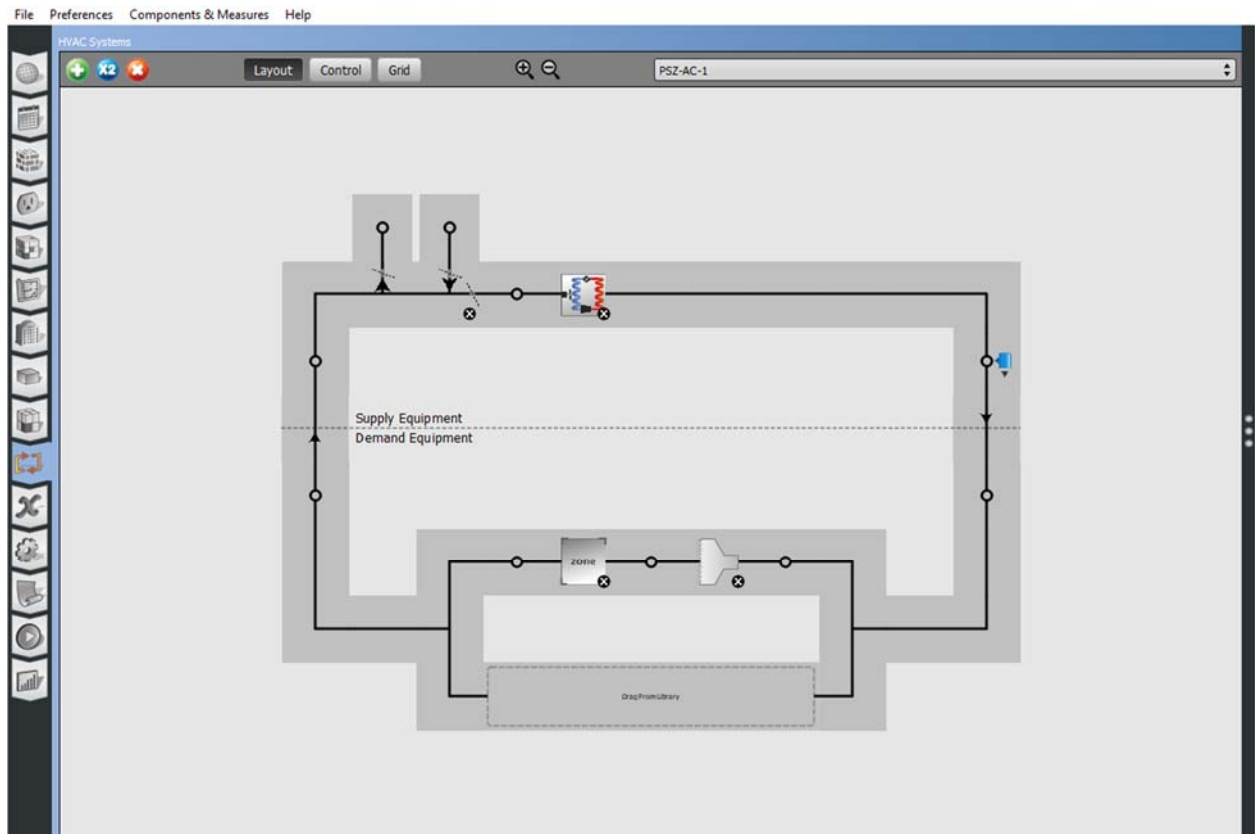 File Preferences Components & Measures Help
HVAC Systems
X2 Layout Control Grid PSZ-AC-1
Supply Equipment
Demand Equipment
zone
Drag From Library